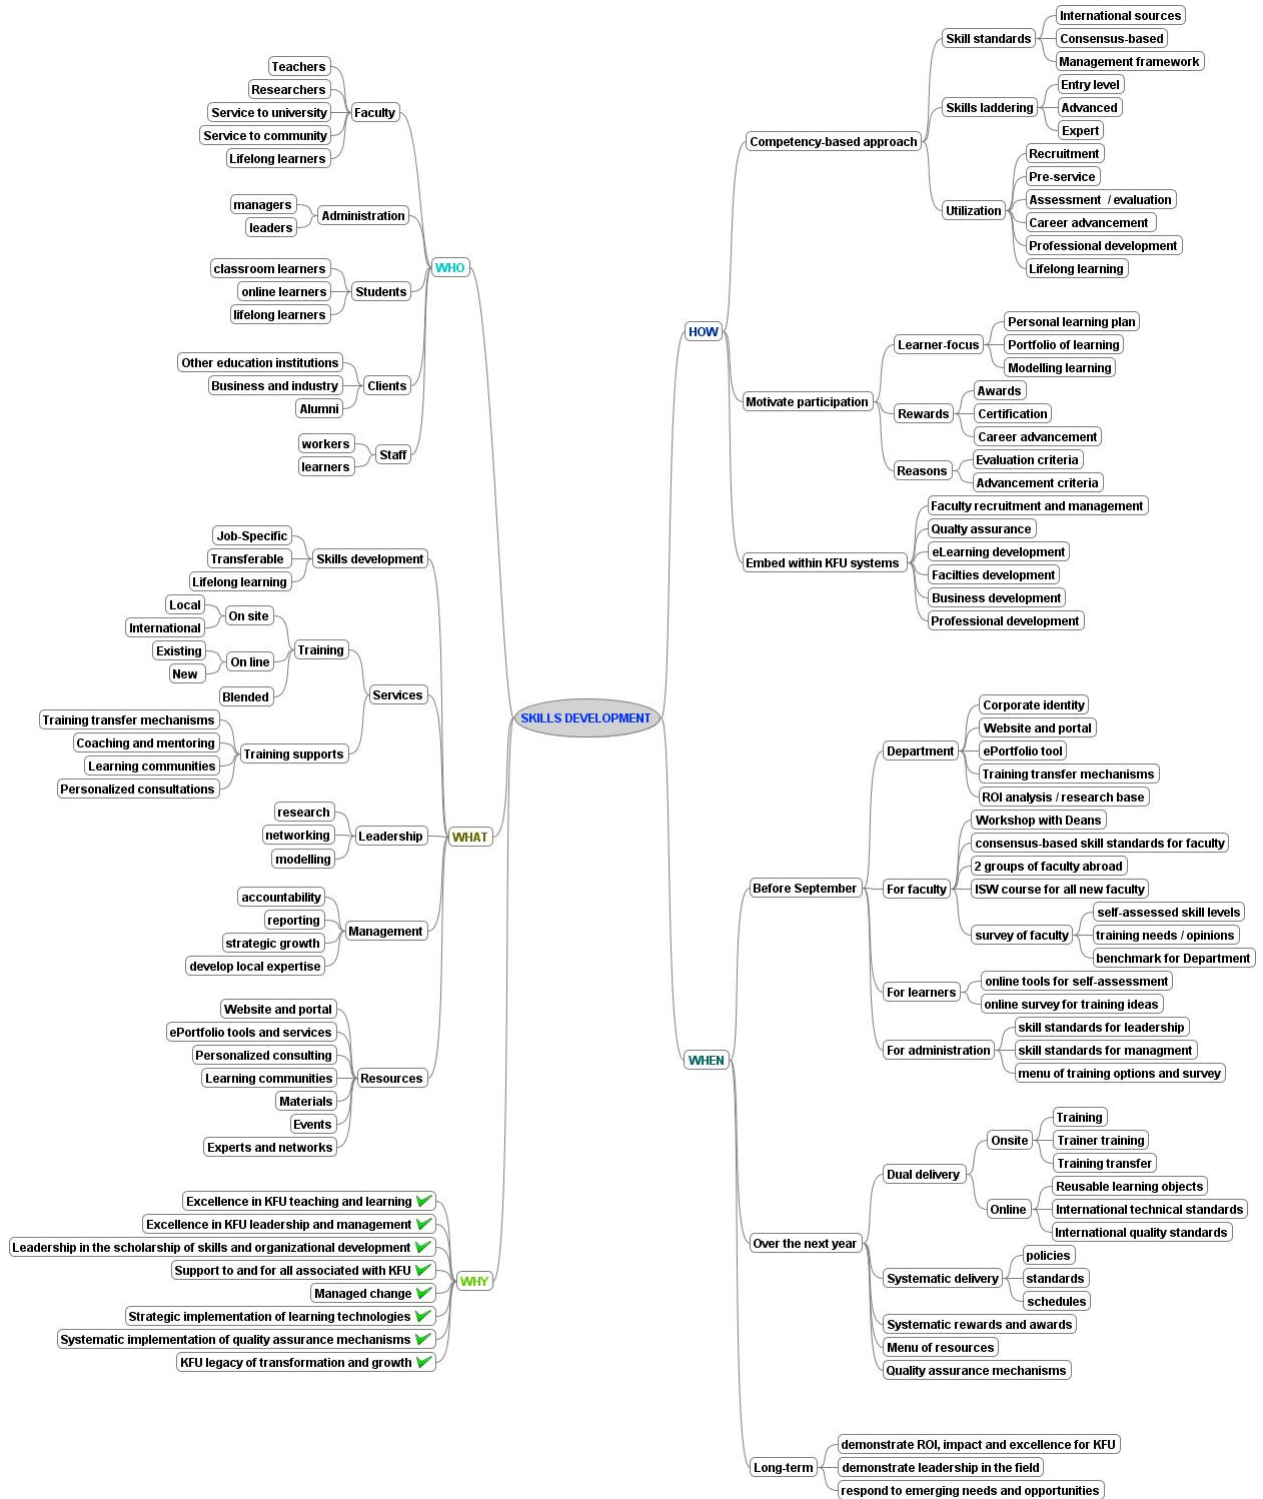 SKILLS DEVELOPMENT
WHO
Faculty
Teachers
Researchers
Service to university
Service to community
Lifelong learners
Administration
managers
leaders
Students
classroom learners
online learners
lifelong learners
Clients
Other education institutions
Business and industry
Alumni
Staff
workers
learners
WHAT
Skills development
Job-Specific
Transferable
Lifelong learning
Services
Training
On site
Local
International
On line
Existing
New
Blended
Training supports
Training transfer mechanisms
Coaching and mentoring
Learning communities
Personalized consultations
Leadership
research
networking
modelling
Management
accountability
reporting
strategic growth
develop local expertise
Resources
Website and portal
ePortfolio tools and services
Personalized consulting
Learning communities
Materials
Events
Experts and networks
WHY
Excellence in KFU teaching and learning
Excellence in KFU leadership and management
Leadership in the scholarship of skills and organizational development
Support to and for all associated with KFU
Managed change
Strategic implementation of learning technologies
Systematic implementation of quality assurance mechanisms
KFU legacy of transformation and growth
HOW
Competency-based approach
Skill standards
International sources
Consensus-based
Management framework
Skills laddering
Entry level
Advanced
Expert
Utilization
Recruitment
Pre-service
Assessment / evaluation
Career advancement
Professional development
Lifelong learning
Motivate participation
Learner-focus
Personal learning plan
Portfolio of learning
Modelling learning
Rewards
Awards
Certification
Career advancement
Reasons
Evaluation criteria
Advancement criteria
Embed within KFU systems
Faculty recruitment and management
Qualty assurance
eLearning development
Facilties development
Business development
Professional development
WHEN
Before September
Department
Corporate identity
Website and portal
ePortfolio tool
Training transfer mechanisms
ROI analysis / research base
For faculty
Workshop with Deans
consensus-based skill standards for faculty
2 groups of faculty abroad
ISW course for all new faculty
survey of faculty
self-assessed skill levels
training needs / opinions
benchmark for Department
For learners
online tools for self-assessment
online survey for training ideas
For administration
skill standards for leadership
skill standards for managment
menu of training options and survey
Over the next year
Dual delivery
Onsite
Training
Trainer training
Training transfer
Online
Reusable learning objects
International technical standards
International quality standards
Systematic delivery
policies
standards
schedules
Systematic rewards and awards
Menu of resources
Quality assurance mechanisms
Long-term
demonstrate ROI, impact and excellence for KFU
demonstrate leadership in the field
respond to emerging needs and opportunities